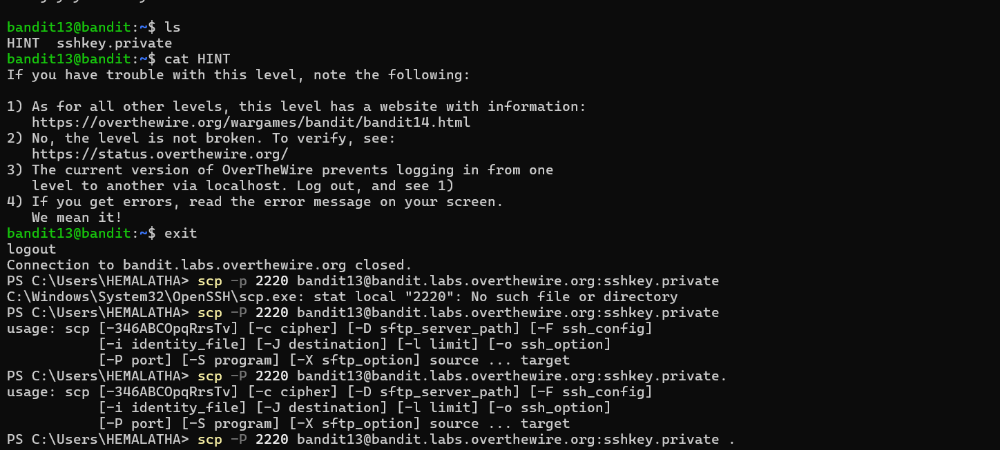 bandit13@bandit:~$ ls
HINT  sshkey.private
bandit13@bandit:~$ cat HINT
If you have trouble with this level, note the following:

1) As for all other levels, this level has a website with information:
   https://overthewire.org/wargames/bandit/bandit14.html
2) No, the level is not broken. To verify, see:
   https://status.overthewire.org/
3) The current version of OverTheWire prevents logging in from one
   level to another via localhost. Log out, and see 1)
4) If you get errors, read the error message on your screen.
   We mean it!
bandit13@bandit:~$ exit
logout
Connection to bandit.labs.overthewire.org closed.
PS C:\Users\HEMALATHA> scp -p 2220 bandit13@bandit.labs.overthewire.org:sshkey.private
C:\Windows\System32\OpenSSH\scp.exe: stat local "2220": No such file or directory
PS C:\Users\HEMALATHA> scp -P 2220 bandit13@bandit.labs.overthewire.org:sshkey.private
usage: scp [-346ABCOpqRrsTv] [-c cipher] [-D sftp_server_path] [-F ssh_config]
           [-i identity_file] [-J destination] [-l limit] [-o ssh_option]
           [-P port] [-S program] [-X sftp_option] source ... target
PS C:\Users\HEMALATHA> scp -P 2220 bandit13@bandit.labs.overthewire.org:sshkey.private.
usage: scp [-346ABCOpqRrsTv] [-c cipher] [-D sftp_server_path] [-F ssh_config]
           [-i identity_file] [-J destination] [-l limit] [-o ssh_option]
           [-P port] [-S program] [-X sftp_option] source ... target
PS C:\Users\HEMALATHA> scp -P 2220 bandit13@bandit.labs.overthewire.org:sshkey.private .